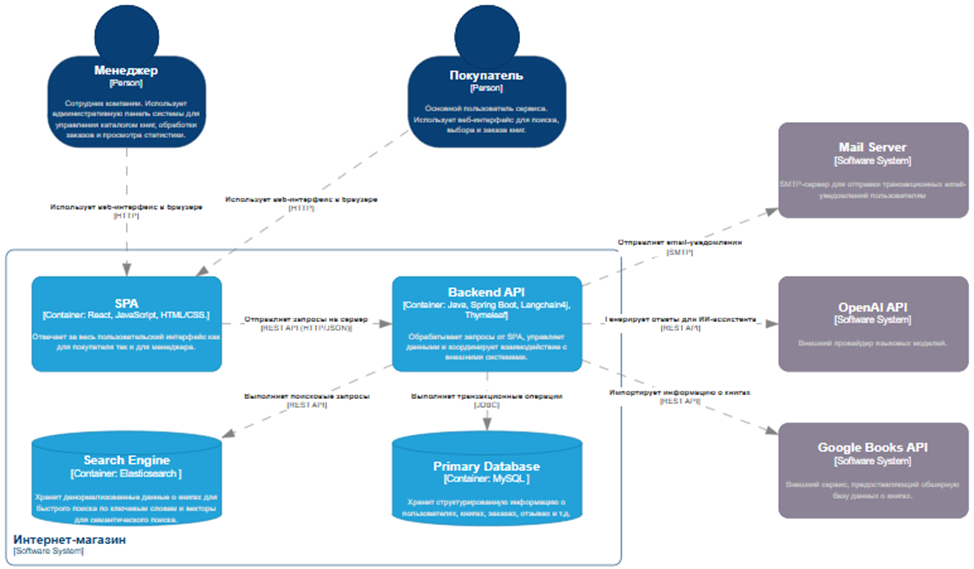 Менеджер
[Person]
Сотрудник компании. Использует
административную панель системы для
управления каталогом книг, обработки
заказов и просмотра статистики.
Покупатель
[Person]
Основной пользователь сервиса.
Использует веб-интерфейс для поиска,
выбора и заказа книг.
Mail Server
[Software System]
SMTP-сервер для отправки транзакционных email-
уведомлений пользователям
Использует web-интерфейс в браузере
[HTTP]
Использует web-интерфейс в браузере
[HTTP]
Отправляет email-уведомления
[SMTP]
SPA
[Container: React, JavaScript, HTML/CSS.]
Отвечает за весь пользовательский интерфейс как
для покупателя так и для менеджера.
Отправляет запросы на сервер
[REST API (HTTP/JSON)]
Backend API
[Container: Java, Spring Boot, Langchain4j,
Thymeleaf]
Обрабатывает запросы от SPA, управляет
данными и координирует взаимодействие с
внешними системами.
Генерирует ответы для ИИ-ассистента
[REST API]
OpenAI API
[Software System]
Внешний провайдер языковых моделей.
Выполняет поисковые запросы
[REST API]
Выполняет транзакционные операции
[JDBC]
Импортирует информацию о книгах
[REST API]
Search Engine
[Container: Elasticsearch ]
Хранит денормализованные данные о книгах для
быстрого поиска по ключевым словам и векторы
для семантического поиска.
Primary Database
[Container: MySQL ]
Хранит структурированную информацию о
пользователях, книгах, заказах, отзывах и т.д.
Google Books API
[Software System]
Внешний сервис, предоставляющий обширную
базу данных о книгах.
Интернет-магазин
[Software System]